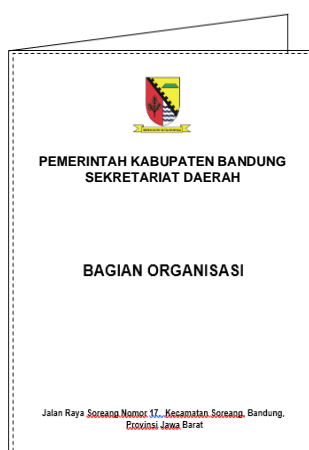 PEMERINTAH KABUPATEN BANDUNG
SEKRETARIAT DAERAH
BAGIAN ORGANISASI
Jalan Raya Soreang Nomor 17, Kecamatan Soreang, Bandung,
Provinsi Jawa Barat